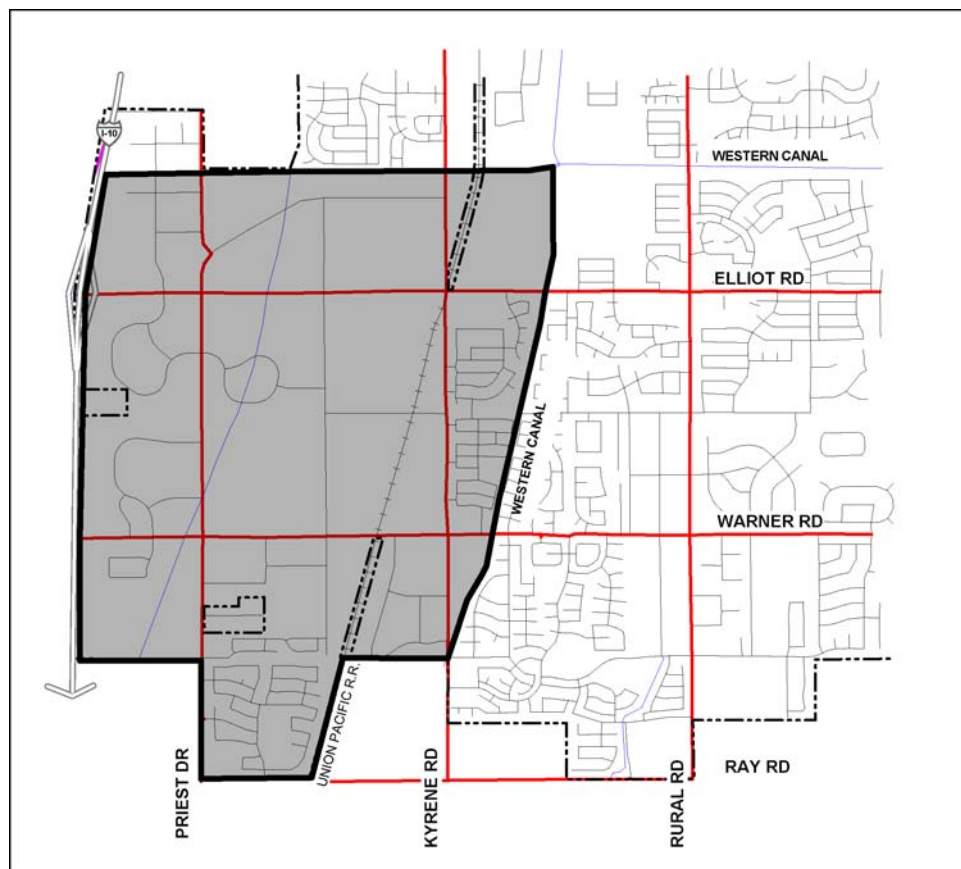 I-10
WESTERN CANAL
ELLIOT RD
WESTERN CANAL
WARNER RD
UNION PACIFIC R.R.
RAY RD
PRIEST DR
KYRENE RD
RURAL RD